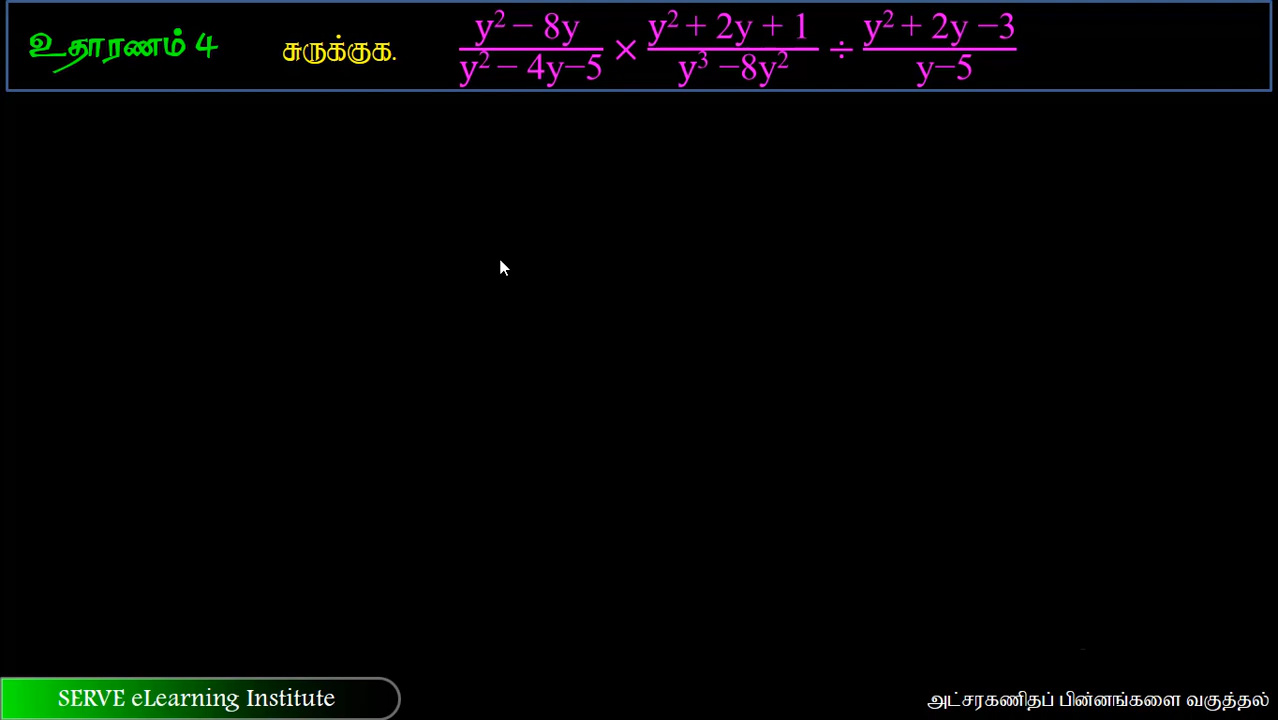 உதாரணம் 4 சுருக்குக. (y² − 8y)/(y² − 4y−5) × (y² + 2y + 1)/(y³ −8y²) ÷ (y² + 2y −3)/(y−5)
SERVE eLearning Institute
அட்சரகணிதப் பின்னங்களை வகுத்தல்